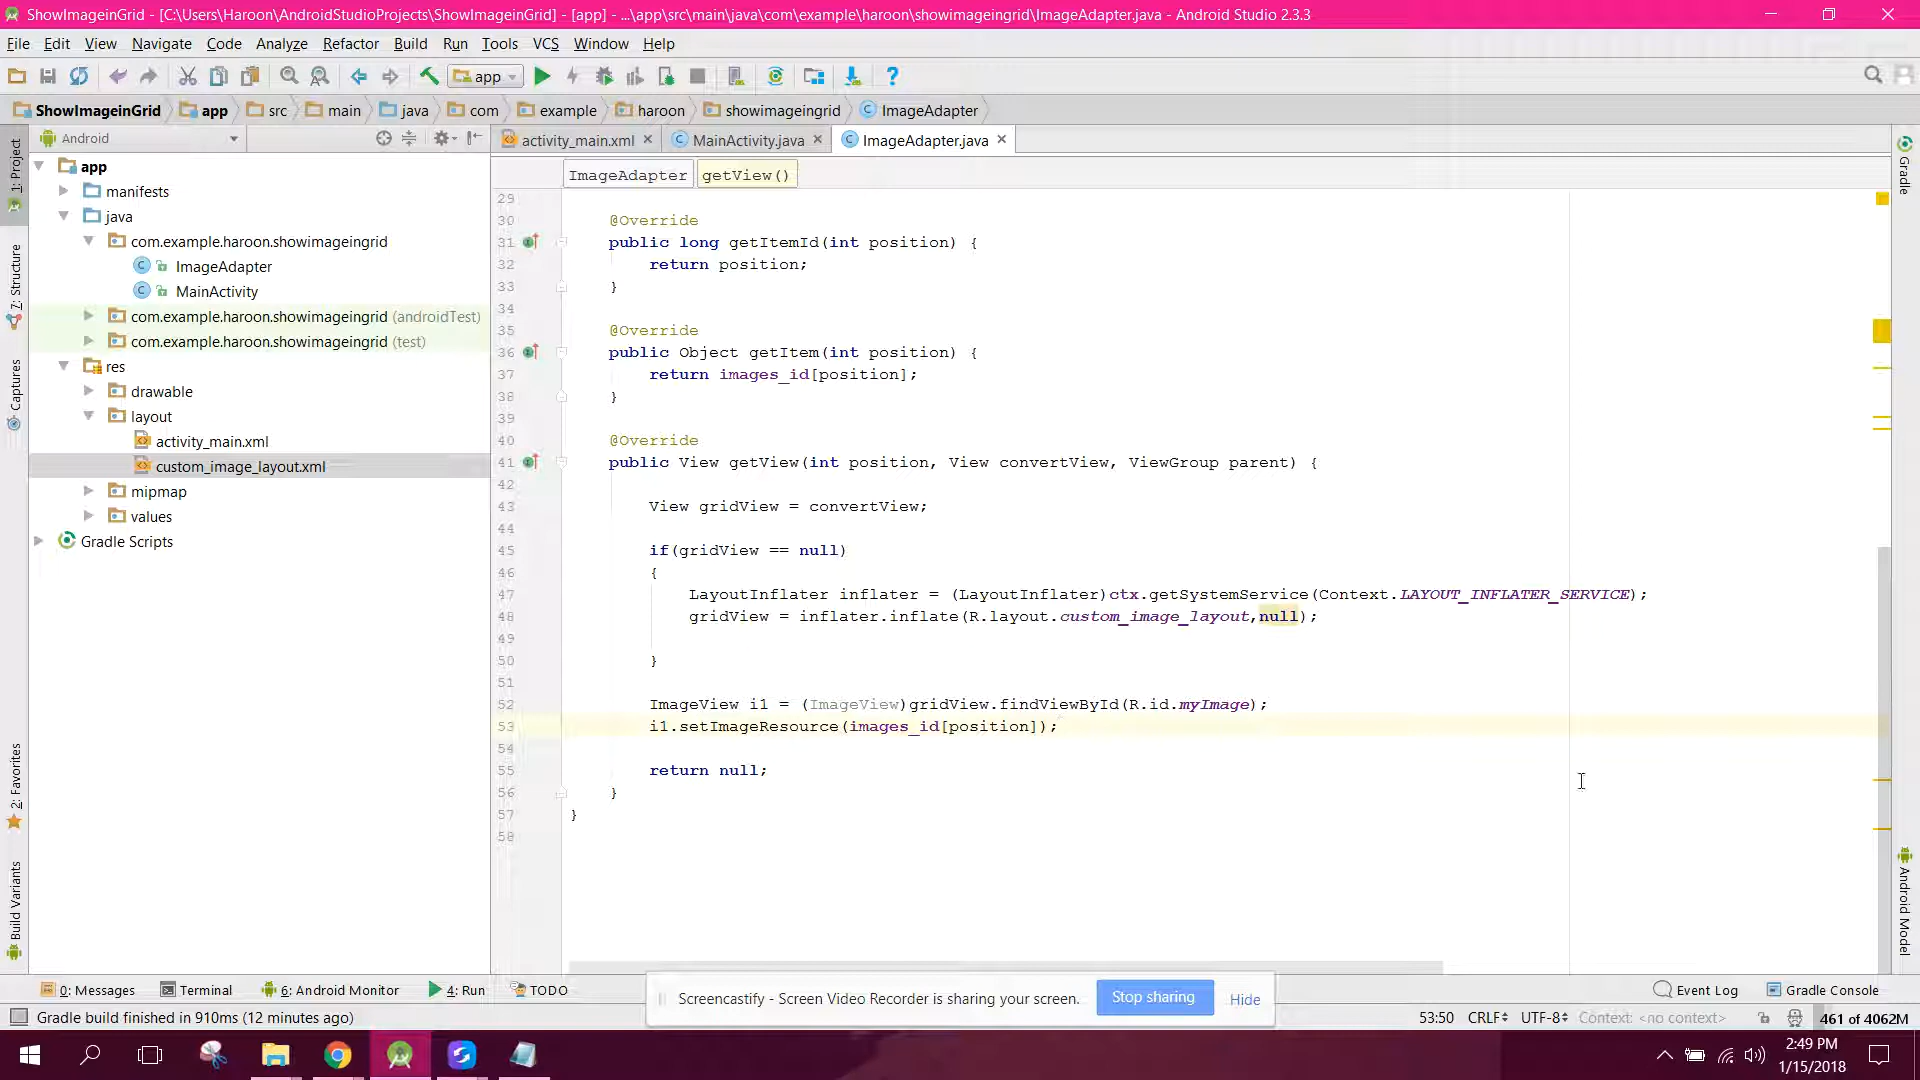 ShowImageinGrid - [C:\Users\Haroon\AndroidStudioProjects\ShowImageinGrid] - [app] - ...\app\src\main\java\com\example\haroon\showimageingrid\ImageAdapter.java - Android Studio 2.3.3
File Edit View Navigate Code Analyze Refactor Build Run Tools VCS Window Help
app
ShowImageinGrid app src main java com example haroon showimageingrid ImageAdapter
Android
activity_main.xml MainActivity.java ImageAdapter.java
ImageAdapter getView()
1: Project
7: Structure
Captures
2: Favorites
Build Variants
app
manifests
java
com.example.haroon.showimageingrid
ImageAdapter
MainActivity
com.example.haroon.showimageingrid (androidTest)
com.example.haroon.showimageingrid (test)
res
drawable
layout
activity_main.xml
custom_image_layout.xml
mipmap
values
Gradle Scripts
29
30 @Override
31 public long getItemId(int position) {
32 return position;
33 }
34
35 @Override
36 public Object getItem(int position) {
37 return images_id[position];
38 }
39
40 @Override
41 public View getView(int position, View convertView, ViewGroup parent) {
42
43 View gridView = convertView;
44
45 if(gridView == null)
46 {
47 LayoutInflater inflater = (LayoutInflater)ctx.getSystemService(Context.LAYOUT_INFLATER_SERVICE);
48 gridView = inflater.inflate(R.layout.custom_image_layout,null);
49
50 }
51
52 ImageView i1 = (ImageView)gridView.findViewById(R.id.myImage);
53 i1.setImageResource(images_id[position]);
54
55 return null;
56 }
57 }
58
Gradle
Android Model
0: Messages Terminal 6: Android Monitor 4: Run TODO
Event Log Gradle Console
Screencastify - Screen Video Recorder is sharing your screen. Stop sharing Hide
Gradle build finished in 910ms (12 minutes ago)
53:50 CRLF UTF-8 Context: <no context> 461 of 4062M
2:49 PM
1/15/2018